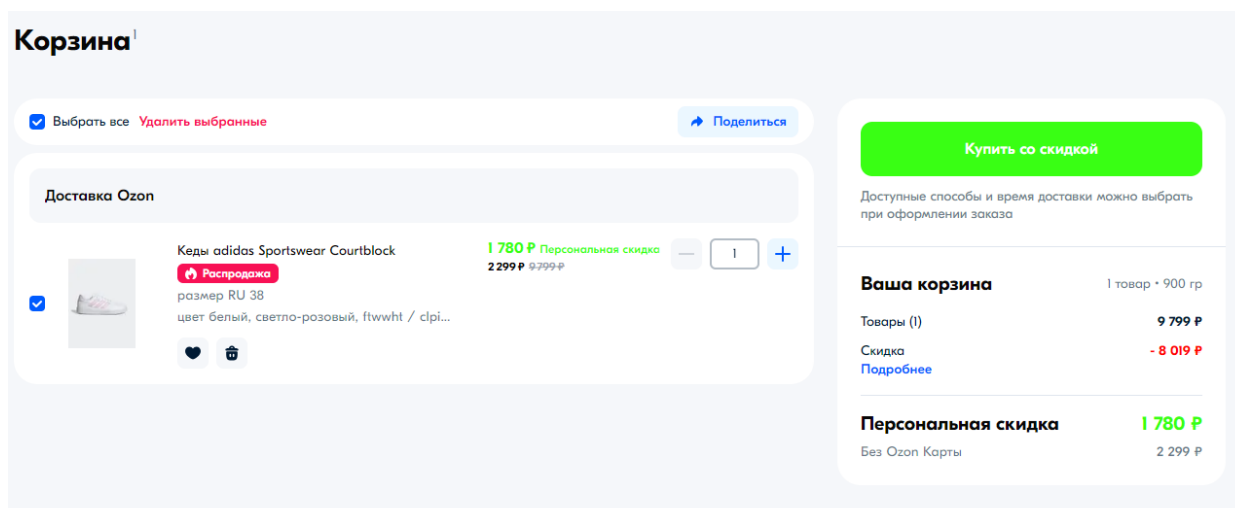 Корзина 1
Выбрать все Удалить выбранные
Поделиться
Доставка Ozon
Кеды adidas Sportswear Courtblock
Распродажа
размер RU 38
цвет белый, светло-розовый, ftwwht / clpi...
1 780 ₽ Персональная скидка
2 299 ₽ 9 799 ₽
1
Купить со скидкой
Доступные способы и время доставки можно выбрать
при оформлении заказа
Ваша корзина 1 товар • 900 гр
Товары (1) 9 799 ₽
Скидка - 8 019 ₽
Подробнее
Персональная скидка 1 780 ₽
Без Ozon Карты 2 299 ₽